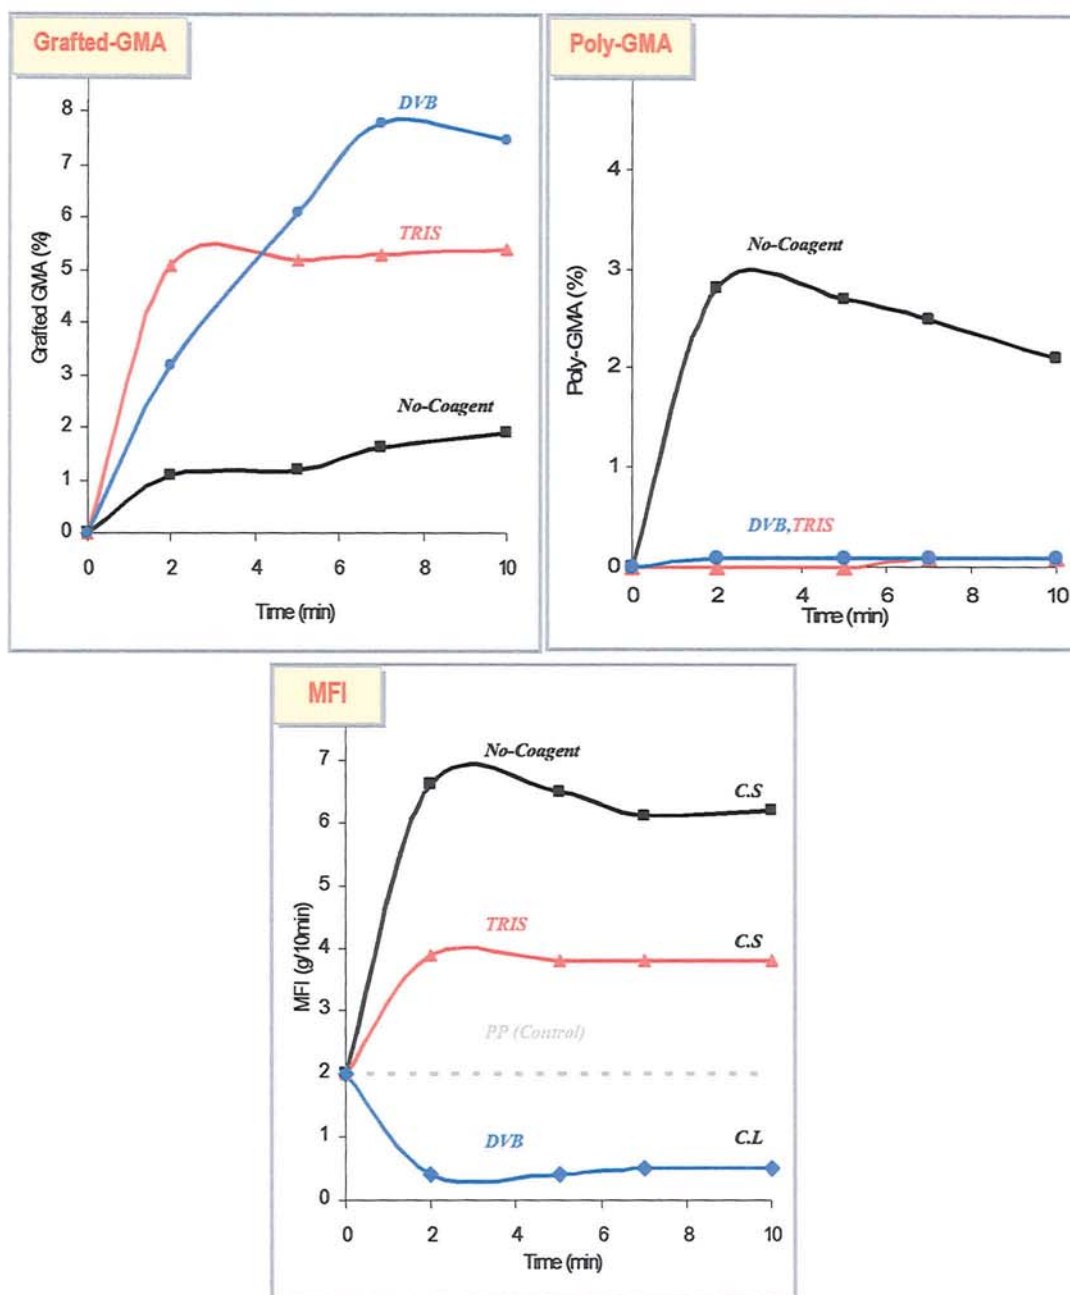 Grafted-GMA
8
7
6
5
4
3
2
1
0
Grafted GMA (%)
DVB
TRIS
No-Coagent
0 2 4 6 8 10
Time (min)
Poly-GMA
4
3
2
1
0
Poly-GMA (%)
No-Coagent
DVB,TRIS
0 2 4 6 8 10
Time (min)
MFI
7
6
5
4
3
2
1
0
MFI (g/10min)
No-Coagent
C.S
TRIS
C.S
PP (Control)
DVB
C.L
0 2 4 6 8 10
Time (min)